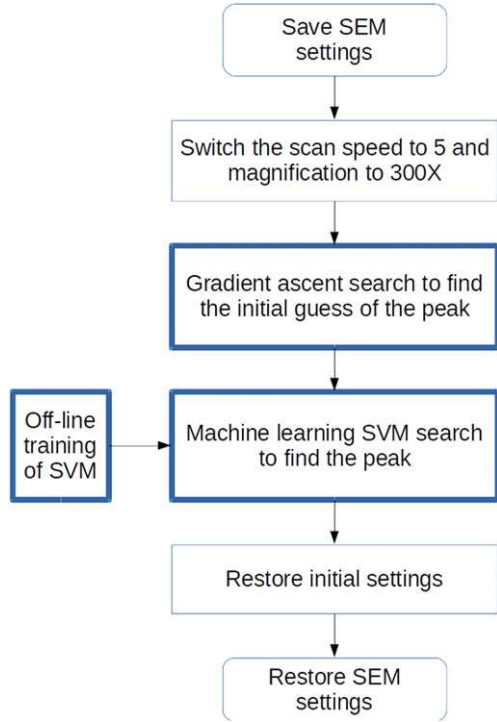 Save SEM
settings
Switch the scan speed to 5 and
magnification to 300X
Gradient ascent search to find
the initial guess of the peak
Off-line
training
of SVM
Machine learning SVM search
to find the peak
Restore initial settings
Restore SEM
settings